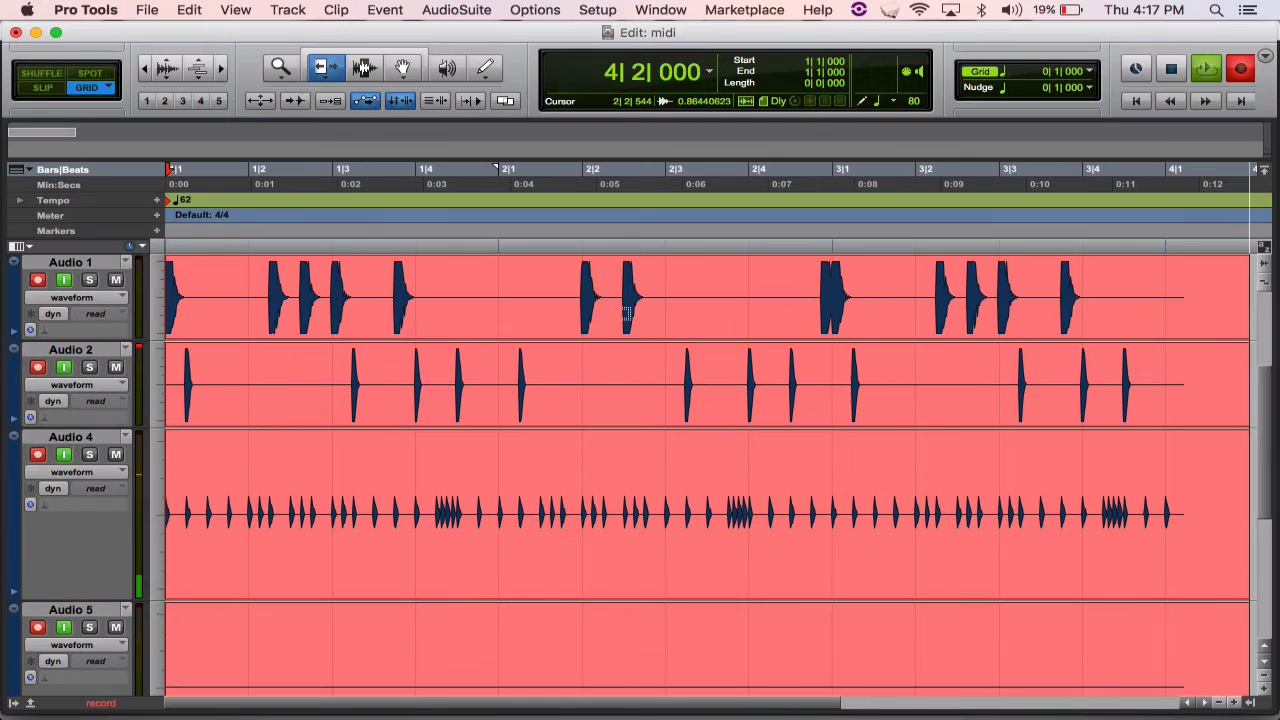 Pro Tools File Edit View Track Clip Event AudioSuite Options Setup Window Marketplace Help 19% Thu 4:17 PM
Edit: midi
SHUFFLE SPOT
SLIP GRID
1 2 3 4 5
4| 2| 000
Start 1| 1| 000
End 1| 1| 000
Length 0| 0| 000
Cursor 2| 2| 544 0.86440623 Dly S M 80
Grid 0| 1| 000
Nudge 0| 1| 000
Bars|Beats 1|1 1|2 1|3 1|4 2|1 2|2 2|3 2|4 3|1 3|2 3|3 3|4 4|1 4
Min:Secs 0:00 0:01 0:02 0:03 0:04 0:05 0:06 0:07 0:08 0:09 0:10 0:11 0:12
Tempo + 62
Meter + Default: 4/4
Markers +
Audio 1
I S M
waveform
dyn read
Audio 2
I S M
waveform
dyn read
Audio 4
I S M
waveform
dyn read
Audio 5
I S M
waveform
dyn read
record